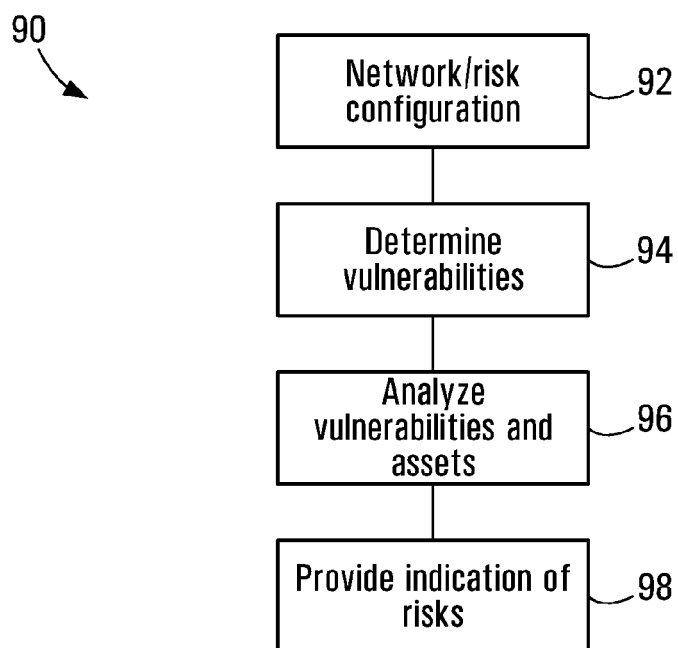 90
Network/risk
configuration
92
Determine
vulnerabilities
94
Analyze
vulnerabilities and
assets
96
Provide indication of
risks
98